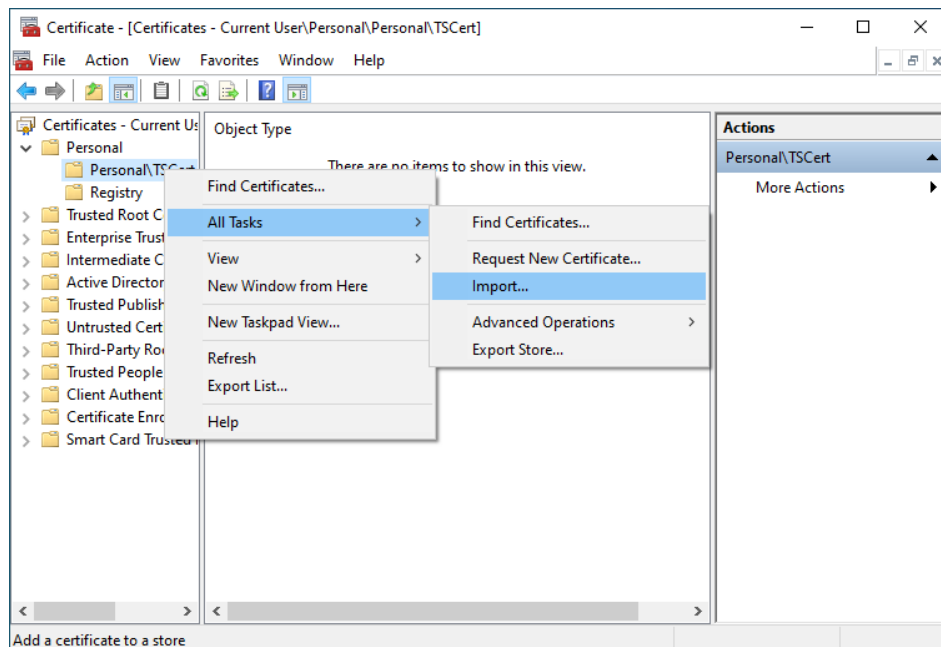 Certificate - [Certificates - Current User\Personal\Personal\TSCert]
File Action View Favorites Window Help
Certificates - Current Us
Personal
Personal\TSCert
Registry
Trusted Root C
Enterprise Trust
Intermediate C
Active Director
Trusted Publish
Untrusted Cert
Third-Party Ro
Trusted People
Client Authent
Certificate Enro
Smart Card Trusted
Object Type
There are no items to show in this view.
Find Certificates...
All Tasks
View
New Window from Here
New Taskpad View...
Refresh
Export List...
Help
Find Certificates...
Request New Certificate...
Import...
Advanced Operations
Export Store...
Actions
Personal\TSCert
More Actions
Add a certificate to a store